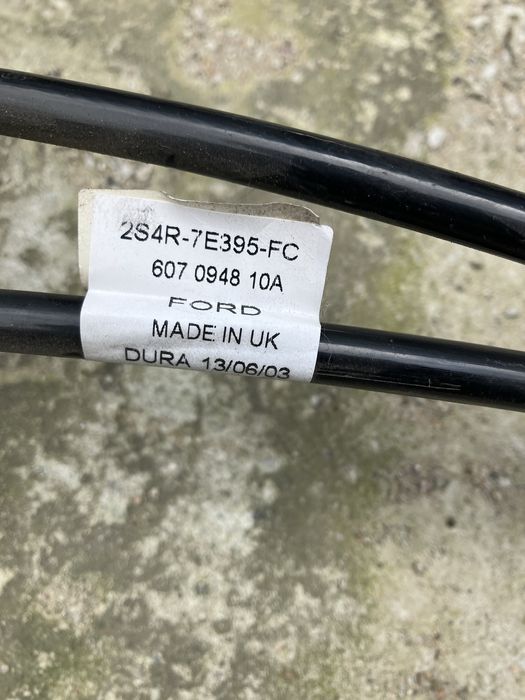 2S4R-7E395-FC
607 0948 10A
FORD
MADE IN UK
DURA 13/06/03